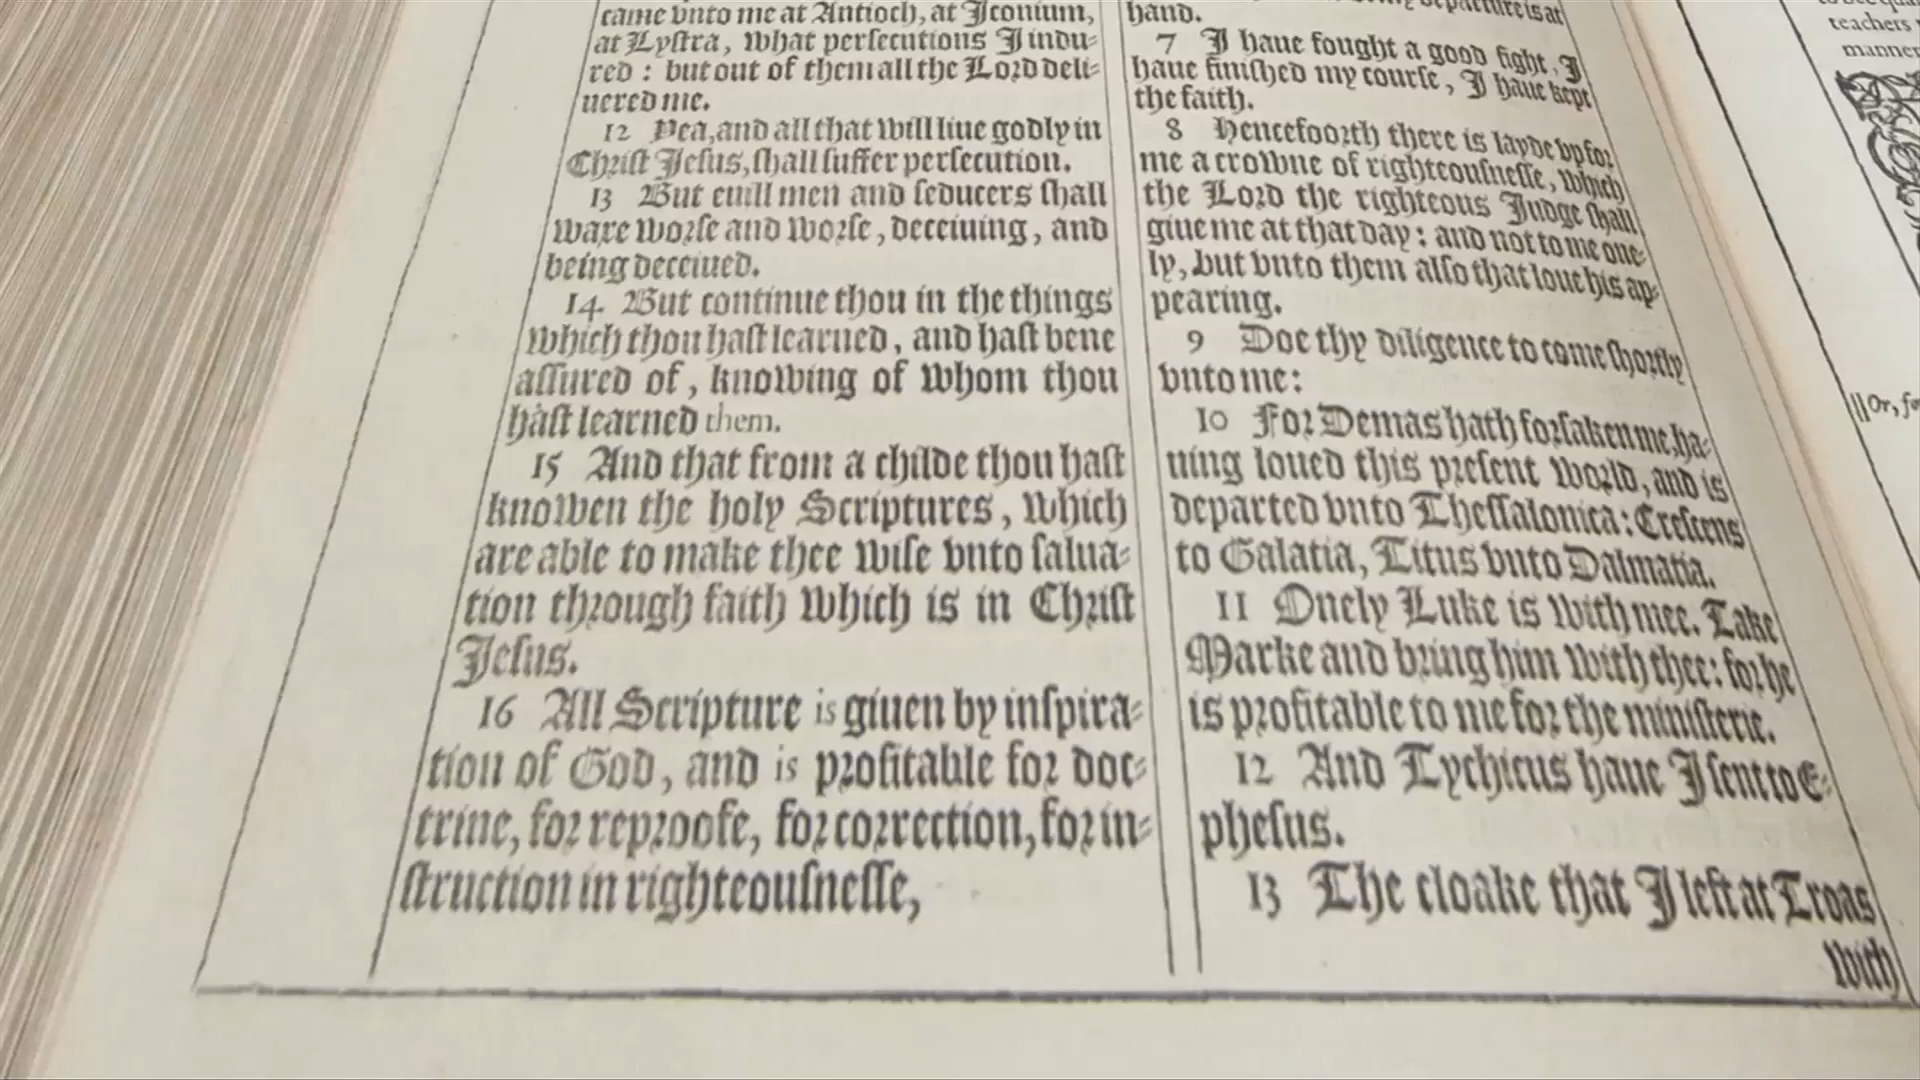 came vnto me at Antioch, at Iconium,
at Lyſtra, what perſecutions I indu-
red : but out of them all the Lord deli-
uered me.
12 Yea, and all that will liue godly in
Chriſt Jeſus, ſhall ſuffer perſecution.
13 But euill men and ſeducers ſhall
waxe worſe and worſe, deceiuing, and
being deceiued.
14 But continue thou in the things
which thou haſt learned, and haſt bene
aſſured of, knowing of whom thou
haſt learned them.
15 And that from a childe thou haſt
knowen the holy Scriptures, which
are able to make thee wiſe vnto ſalua-
tion through faith which is in Chriſt
Jeſus.
16 All Scripture is giuen by inſpira-
tion of God, and is profitable for doc-
trine, for reproofe, for correction, for in-
ſtruction in righteouſneſſe,
departure is at
hand.
7 I haue fought a good fight, I
haue finiſhed my courſe, I haue kept
the faith.
8 Hencefoorth there is layde vp for
me a crowne of righteouſneſſe, which
the Lord the righteous Judge ſhall
giue me at that day : and not to me one-
ly, but vnto them alſo that loue his ap-
pearing.
9 Doe thy diligence to come ſhortly
vnto me :
10 For Demas hath forſaken me, ha-
uing loued this preſent world, and is
departed vnto Theſſalonica : Creſcens
to Galatia, Titus vnto Dalmatia.
11 Onely Luke is with mee. Take
Marke and bring him with thee : for he
is profitable to me for the miniſterie.
12 And Tychicus haue I ſent to E-
pheſus.
13 The cloake that I left at Troas
with
teachers
manner
||Or,